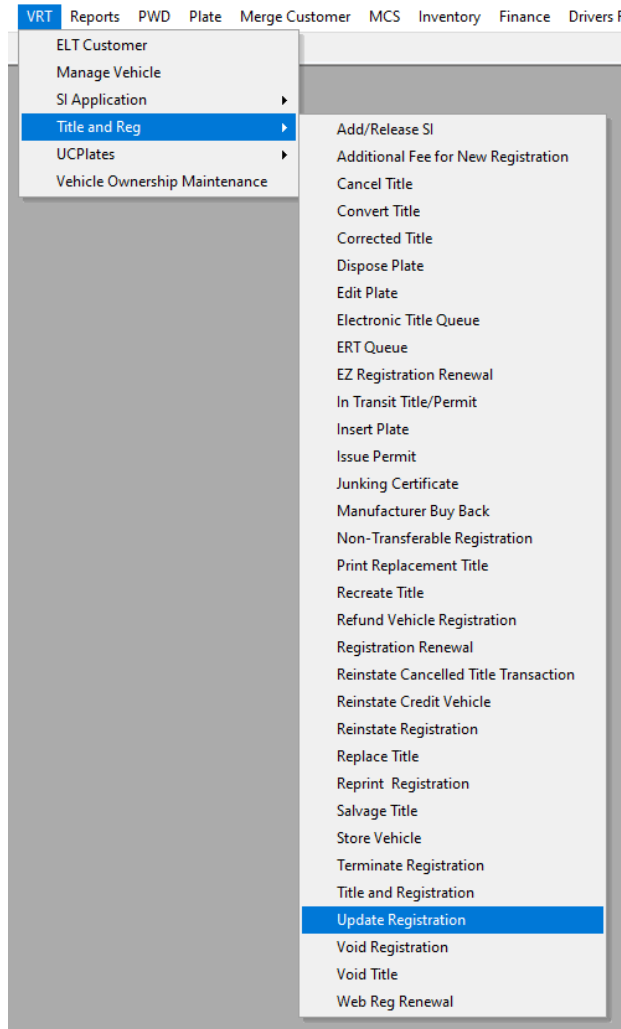 VRT Reports PWD Plate Merge Customer MCS Inventory Finance Drivers
ELT Customer
Manage Vehicle
SI Application
Title and Reg
UCPlates
Vehicle Ownership Maintenance
Add/Release SI
Additional Fee for New Registration
Cancel Title
Convert Title
Corrected Title
Dispose Plate
Edit Plate
Electronic Title Queue
ERT Queue
EZ Registration Renewal
In Transit Title/Permit
Insert Plate
Issue Permit
Junking Certificate
Manufacturer Buy Back
Non-Transferable Registration
Print Replacement Title
Recreate Title
Refund Vehicle Registration
Registration Renewal
Reinstate Cancelled Title Transaction
Reinstate Credit Vehicle
Reinstate Registration
Replace Title
Reprint  Registration
Salvage Title
Store Vehicle
Terminate Registration
Title and Registration
Update Registration
Void Registration
Void Title
Web Reg Renewal